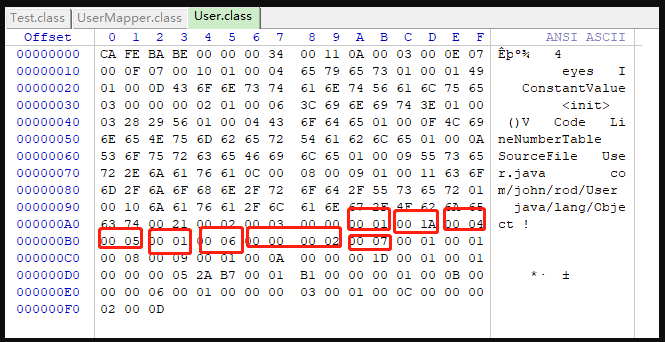 Test.class UserMapper.class User.class
Offset 0 1 2 3 4 5 6 7 8 9 A B C D E F ANSI ASCII
00000000 CA FE BA BE 00 00 00 34 00 11 0A 00 03 00 0E 07 Êþº¾ 4
00000010 00 0F 07 00 10 01 00 04 65 79 65 73 01 00 01 49 eyes I
00000020 01 00 0D 43 6F 6E 73 74 61 6E 74 56 61 6C 75 65 ConstantValue
00000030 03 00 00 00 02 01 00 06 3C 69 6E 69 74 3E 01 00 <init>
00000040 03 28 29 56 01 00 04 43 6F 64 65 01 00 0F 4C 69 ()V Code Li
00000050 6E 65 4E 75 6D 62 65 72 54 61 62 6C 65 01 00 0A neNumberTable
00000060 53 6F 75 72 63 65 46 69 6C 65 01 00 09 55 73 65 SourceFile Use
00000070 72 2E 6A 61 76 61 0C 00 08 00 09 01 00 11 63 6F r.java co
00000080 6D 2F 6A 6F 68 6E 2F 72 6F 64 2F 55 73 65 72 01 m/john/rod/User
00000090 00 10 6A 61 76 61 2F 6C 61 6E 67 2F 4F 62 6A 65 java/lang/Obje
000000A0 63 74 00 21 00 02 00 03 00 00 00 01 00 1A 00 04 ct !
000000B0 00 05 00 01 00 06 00 00 00 02 00 07 00 01 00 01
000000C0 00 08 00 09 00 01 00 0A 00 00 00 1D 00 01 00 01
000000D0 00 00 00 05 2A B7 00 01 B1 00 00 00 01 00 0B 00 *· ±
000000E0 00 00 06 00 01 00 00 00 03 00 01 00 0C 00 00 00
000000F0 02 00 0D